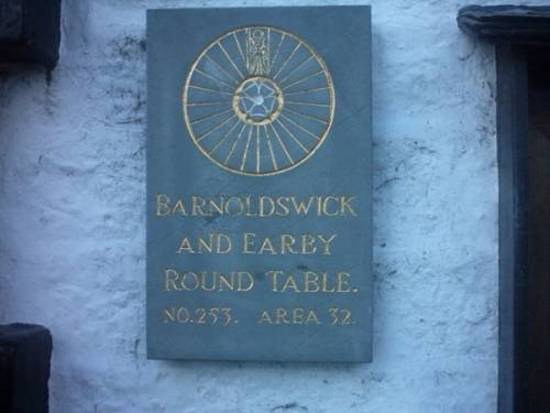 BARNOLDSWICK
AND EARBY
ROUND TABLE.
NO.253. AREA 32.